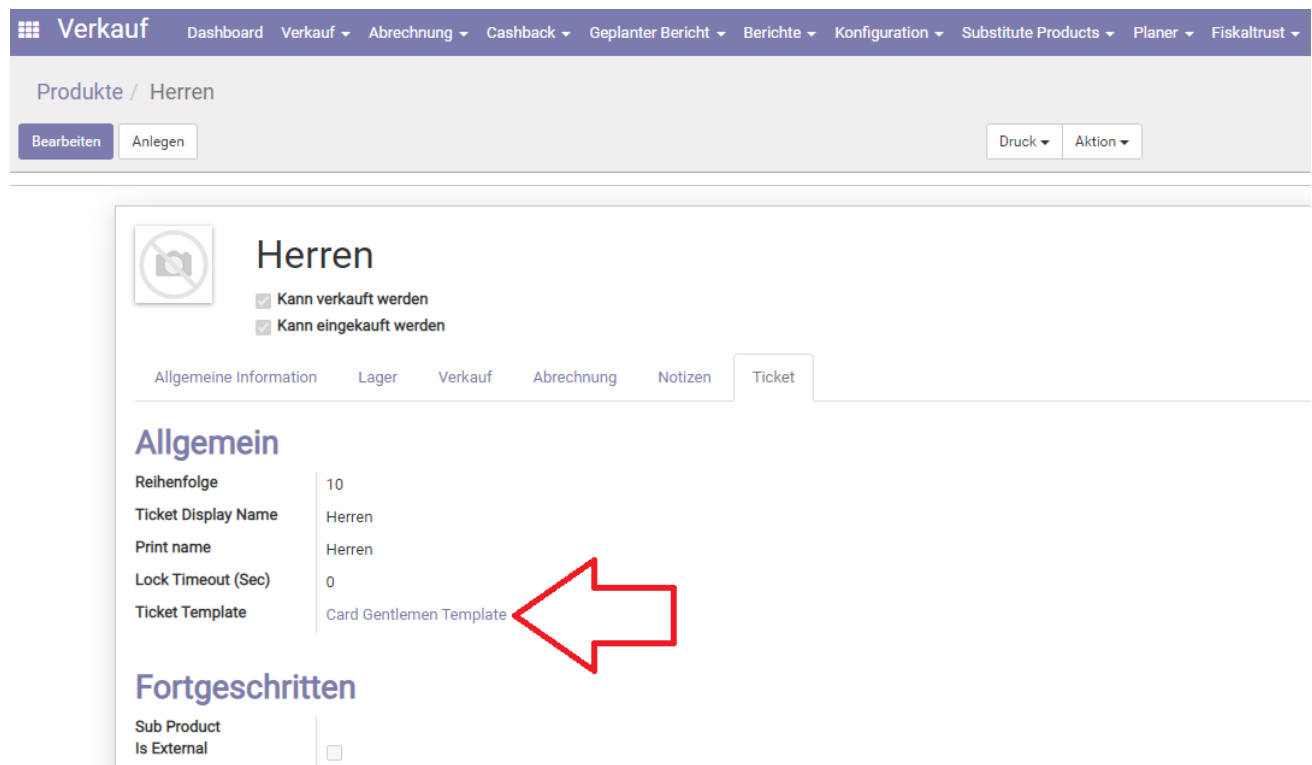 Verkauf Dashboard Verkauf Abrechnung Cashback Geplanter Bericht Berichte Konfiguration Substitute Products Planer Fiskaltrust
Produkte / Herren
Bearbeiten Anlegen Druck Aktion
Herren
Kann verkauft werden
Kann eingekauft werden
Allgemeine Information Lager Verkauf Abrechnung Notizen Ticket
Allgemein
Reihenfolge 10
Ticket Display Name Herren
Print name Herren
Lock Timeout (Sec) 0
Ticket Template Card Gentlemen Template
Fortgeschritten
Sub Product
Is External